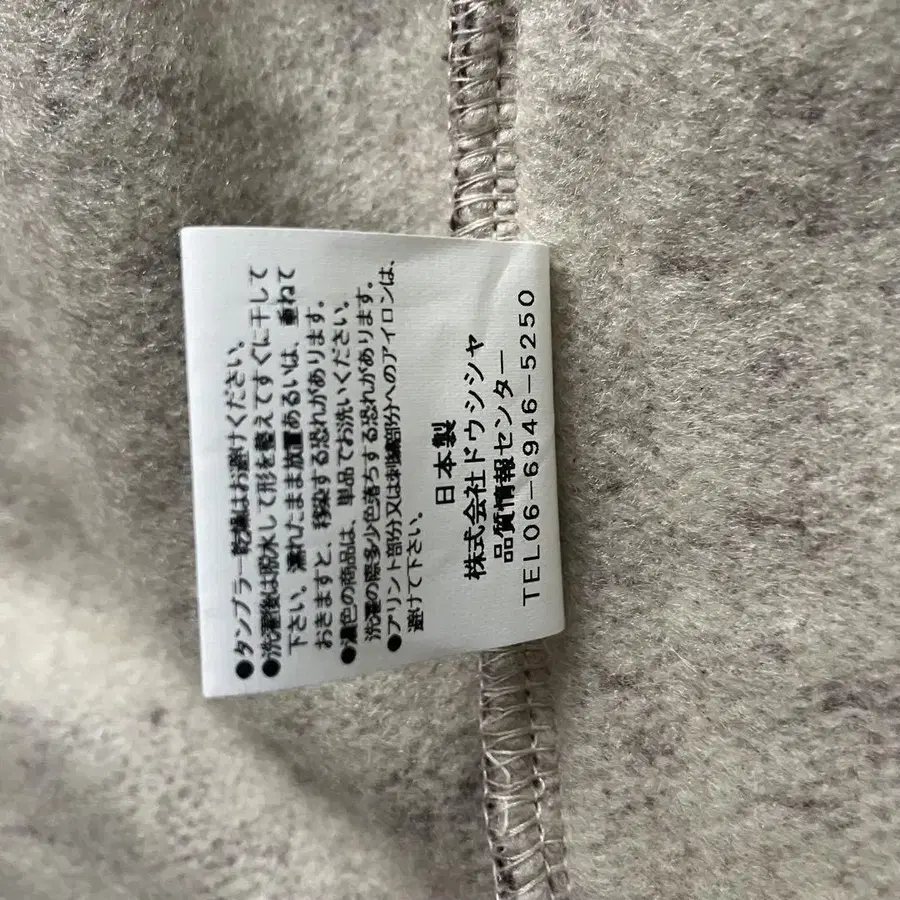 ●タンブラー乾燥はお避けください。
●洗濯後は脱水して形を整えてすぐに干して
下さい。濡れたまま放置あるいは、重ねて
おきますと、移染する恐れがあります。
●濃色の商品は、単品でお洗いください。
洗濯の際多少色落ちする恐れがあります。
●プリント部分又は刺繍部分へのアイロンは、
避けて下さい。
日本製
株式会社ドウシシャ
品質情報センター
TEL06-6946-5250